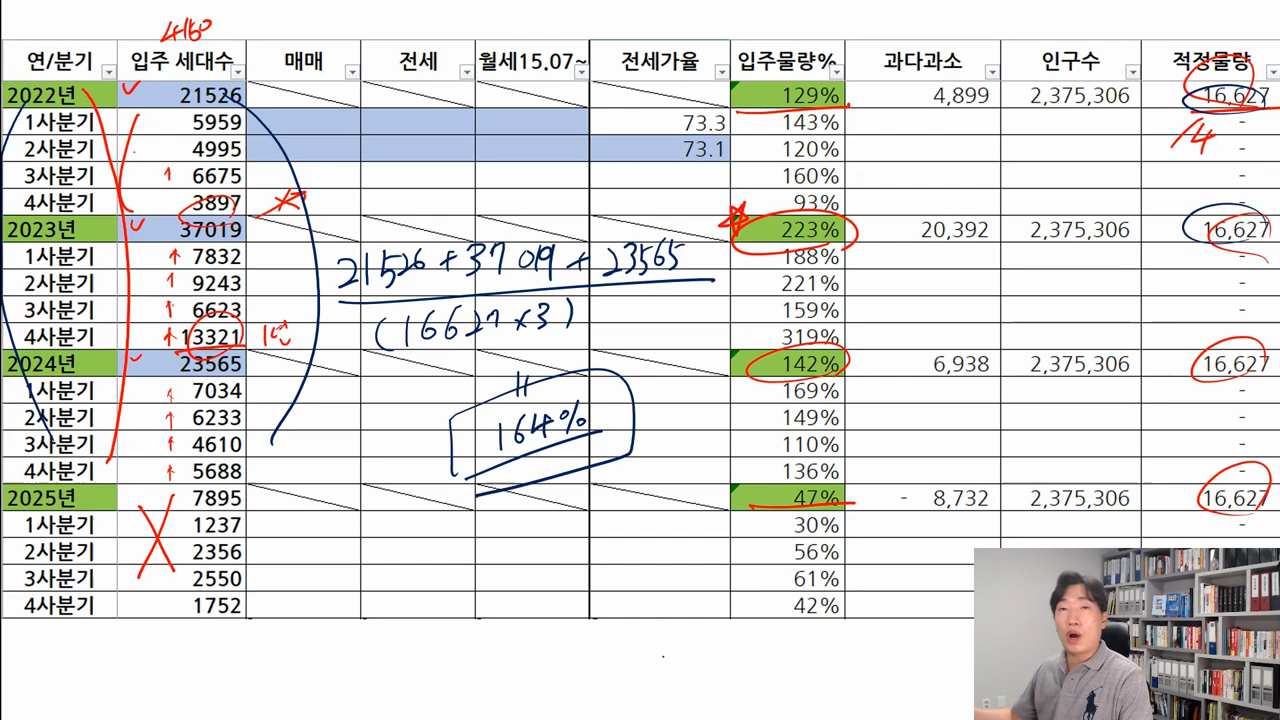 4160
연/분기 입주 세대수 매매 전세 월세15.07~ 전세가율 입주물량% 과다과소 인구수 적정물량
2022년 21526 129% 4,899 2,375,306 16,627
1사분기 5959 73.3 143% -
/4
2사분기 4995 73.1 120% -
3사분기 6675 160% -
4사분기 3897 93% -
2023년 37019 223% 20,392 2,375,306 16,627
1사분기 7832 188% -
21526 + 37019 + 23565
2사분기 9243 221% -
3사분기 6623 159% -
(16627 x 3)
4사분기 13321 319% -
2024년 23565 142% 6,938 2,375,306 16,627
1사분기 7034 169% -
2사분기 6233 149% -
164%
3사분기 4610 110% -
4사분기 5688 136% -
2025년 7895 47% - 8,732 2,375,306 16,627
1사분기 1237 30% -
2사분기 2356 56%
3사분기 2550 61%
4사분기 1752 42%